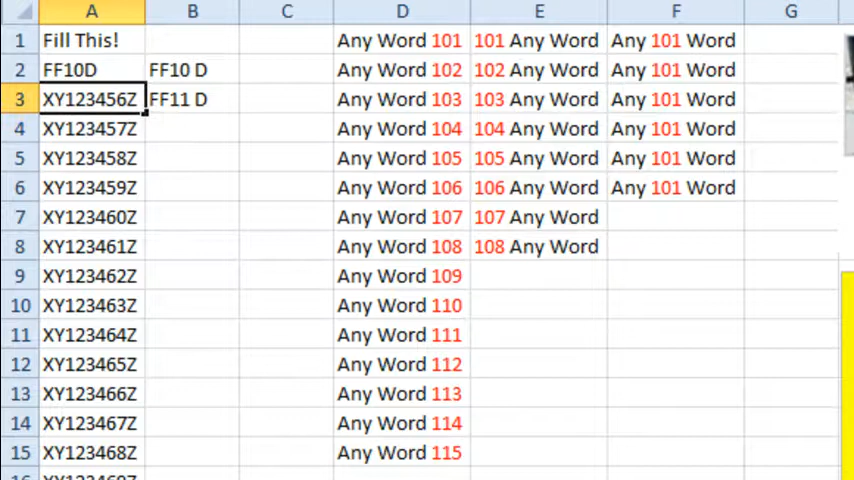 A B C D E F G
1 Fill This! Any Word 101 101 Any Word Any 101 Word
2 FF10D FF10 D Any Word 102 102 Any Word Any 101 Word
3 XY123456Z FF11 D Any Word 103 103 Any Word Any 101 Word
4 XY123457Z Any Word 104 104 Any Word Any 101 Word
5 XY123458Z Any Word 105 105 Any Word Any 101 Word
6 XY123459Z Any Word 106 106 Any Word Any 101 Word
7 XY123460Z Any Word 107 107 Any Word
8 XY123461Z Any Word 108 108 Any Word
9 XY123462Z Any Word 109
10 XY123463Z Any Word 110
11 XY123464Z Any Word 111
12 XY123465Z Any Word 112
13 XY123466Z Any Word 113
14 XY123467Z Any Word 114
15 XY123468Z Any Word 115